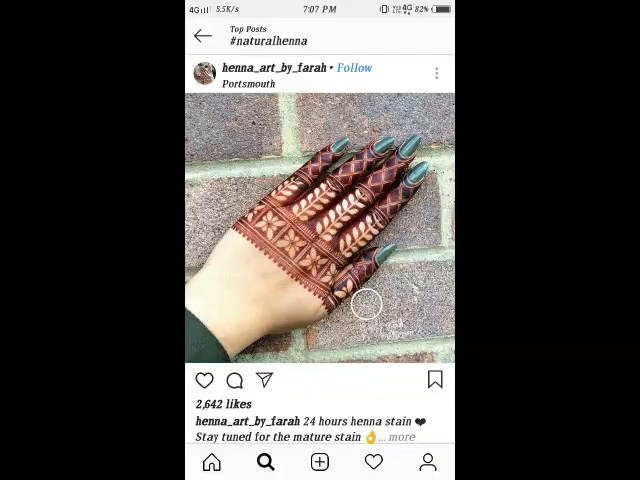 4G 5.5K/s 7:07 PM 4G 82%
Top Posts
#naturalhenna
henna_art_by_farah • Follow
Portsmouth
2,642 likes
henna_art_by_farah 24 hours henna stain ❤
Stay tuned for the mature stain 👌... more